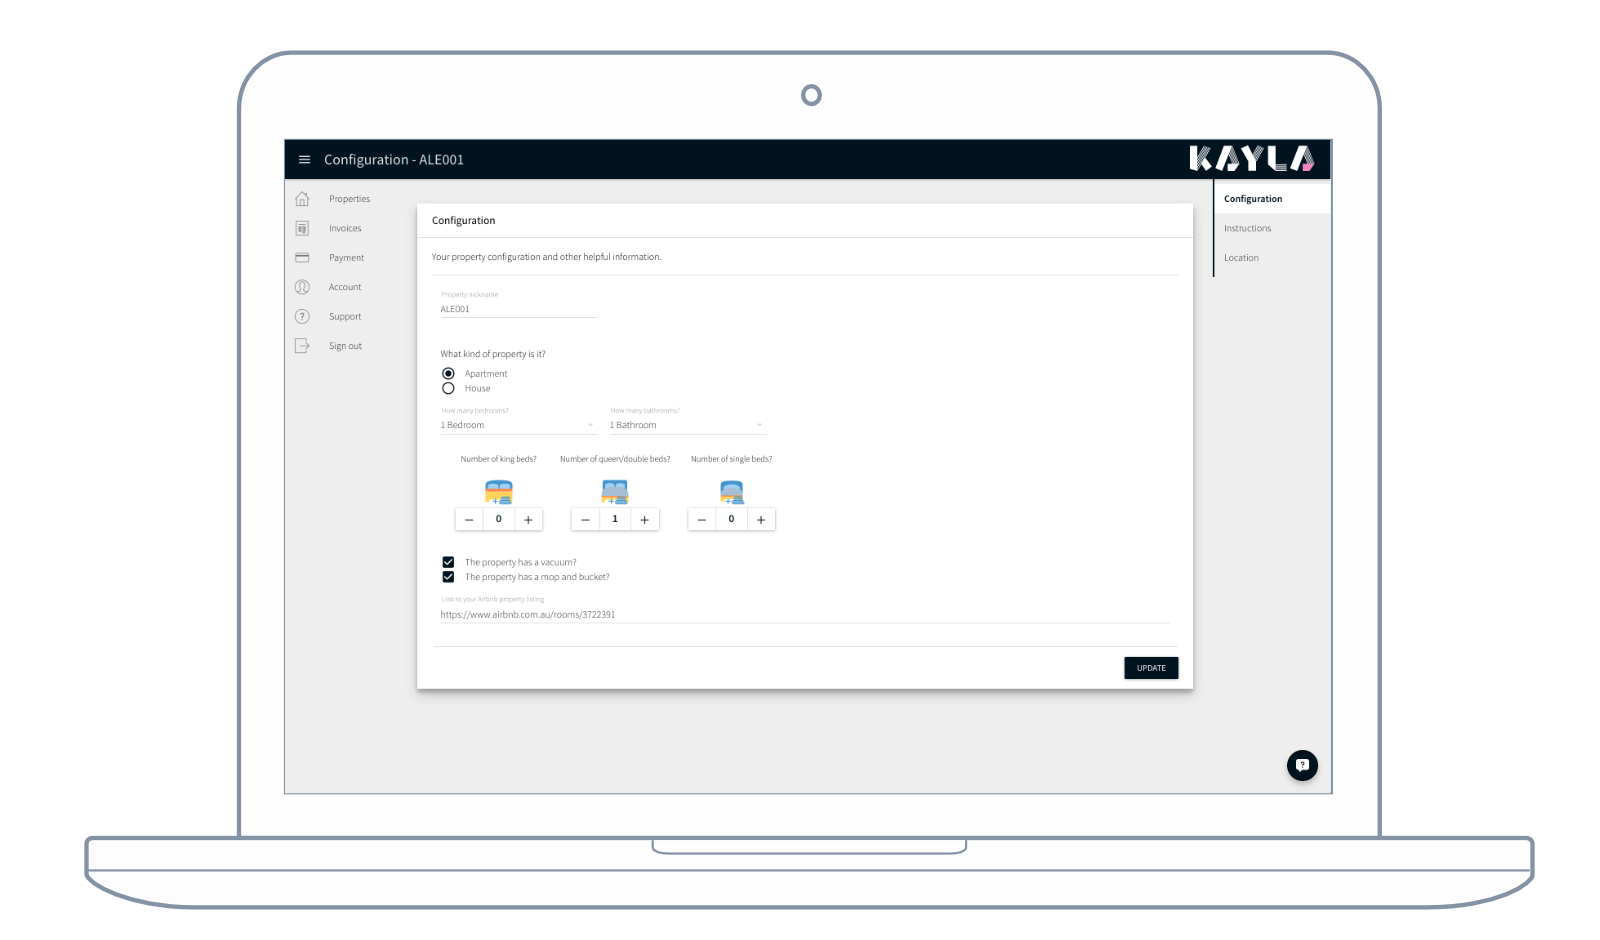 Configuration - ALE001
KAYLA
Properties
Invoices
Payment
Account
Support
Sign out
Configuration
Your property configuration and other helpful information.
Property nickname
ALE001
What kind of property is it?
Apartment
House
How many bedrooms? How many bathrooms?
1 Bedroom 1 Bathroom
Number of king beds? Number of queen/double beds? Number of single beds?
− 0 + − 1 + − 0 +
The property has a vacuum?
The property has a mop and bucket?
Link to your Airbnb property listing
https://www.airbnb.com.au/rooms/3722391
UPDATE
Configuration
Instructions
Location